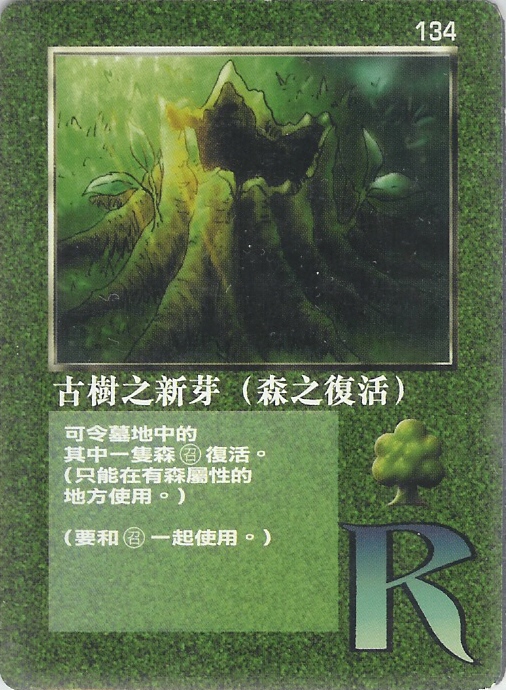 134
古樹之新芽（森之復活）
可令墓地中的
其中一隻森㊁復活。
（只能在有森屬性的
地方使用。）
（要和召一起使用。）
R